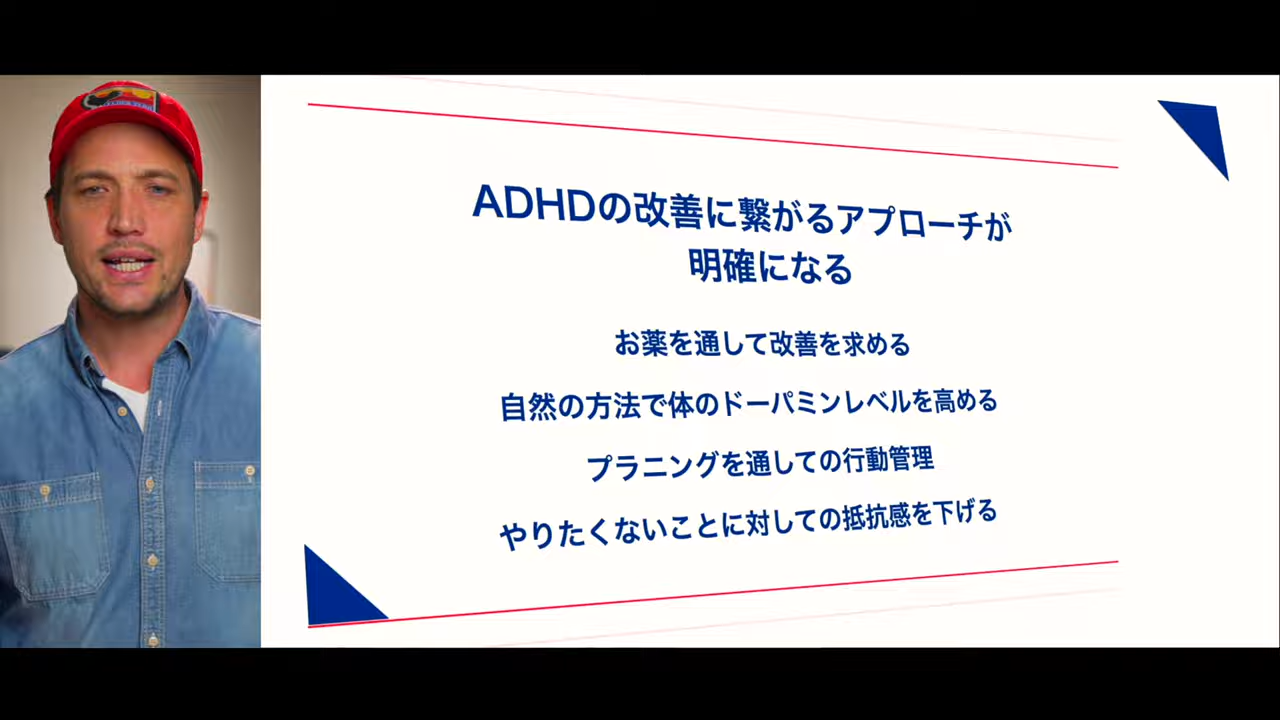 ADHDの改善に繋がるアプローチが
明確になる
お薬を通して改善を求める
自然の方法で体のドーパミンレベルを高める
プラニングを通しての行動管理
やりたくないことに対しての抵抗感を下げる